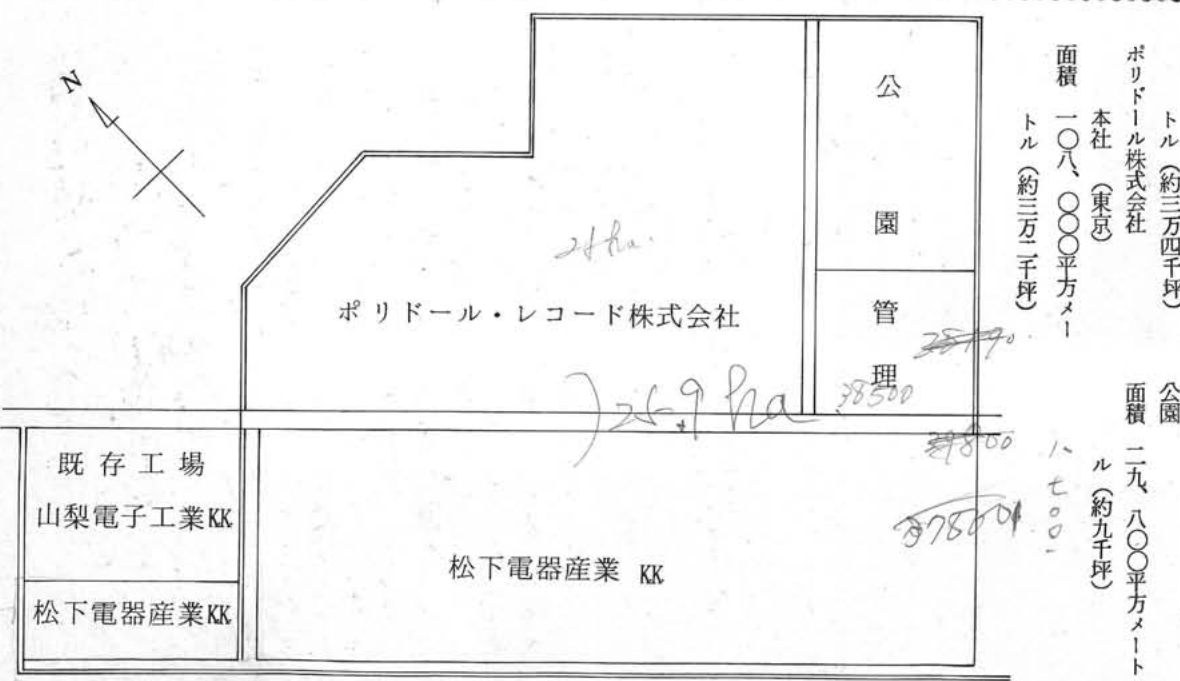 トル（約三万四千坪）
ポリドール株式会社
本社（東京）
面積 一〇八、〇〇〇平方メー
トル（約三万二千坪）
公園
面積 二九、八〇〇平方メート
ル（約九千坪）
N
公園
管理
ポリドール・レコード株式会社
25.9 ha
38500
既存工場
山梨電子工業KK
松下電器産業KK
松下電器産業 KK